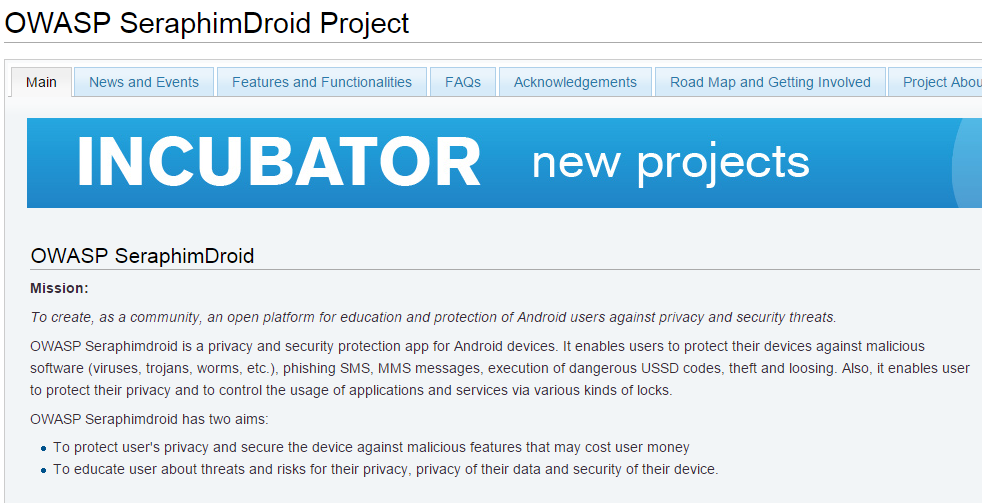 OWASP SeraphimDroid Project
Main News and Events Features and Functionalities FAQs Acknowledgements Road Map and Getting Involved Project Abou
INCUBATOR new projects
OWASP SeraphimDroid
Mission:
To create, as a community, an open platform for education and protection of Android users against privacy and security threats.
OWASP Seraphimdroid is a privacy and security protection app for Android devices. It enables users to protect their devices against malicious
software (viruses, trojans, worms, etc.), phishing SMS, MMS messages, execution of dangerous USSD codes, theft and loosing. Also, it enables user
to protect their privacy and to control the usage of applications and services via various kinds of locks.
OWASP Seraphimdroid has two aims:
To protect user's privacy and secure the device against malicious features that may cost user money
To educate user about threats and risks for their privacy, privacy of their data and security of their device.